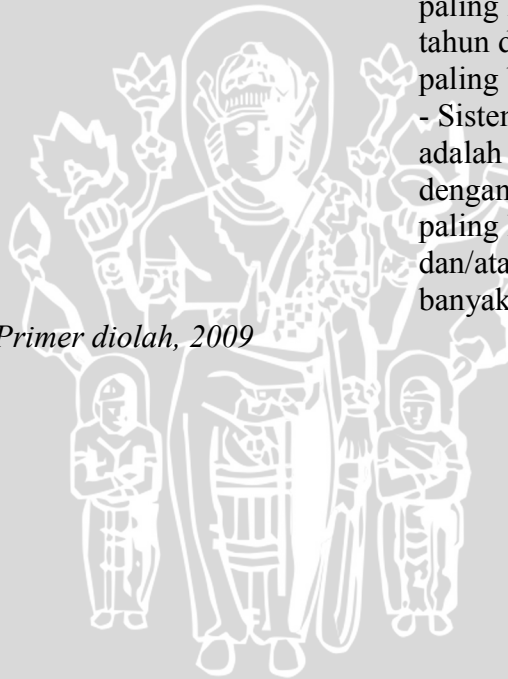 paling
tahun
paling
- Sistem
adalah
dengan
paling
dan/ata
banyak
Primer diolah, 2009